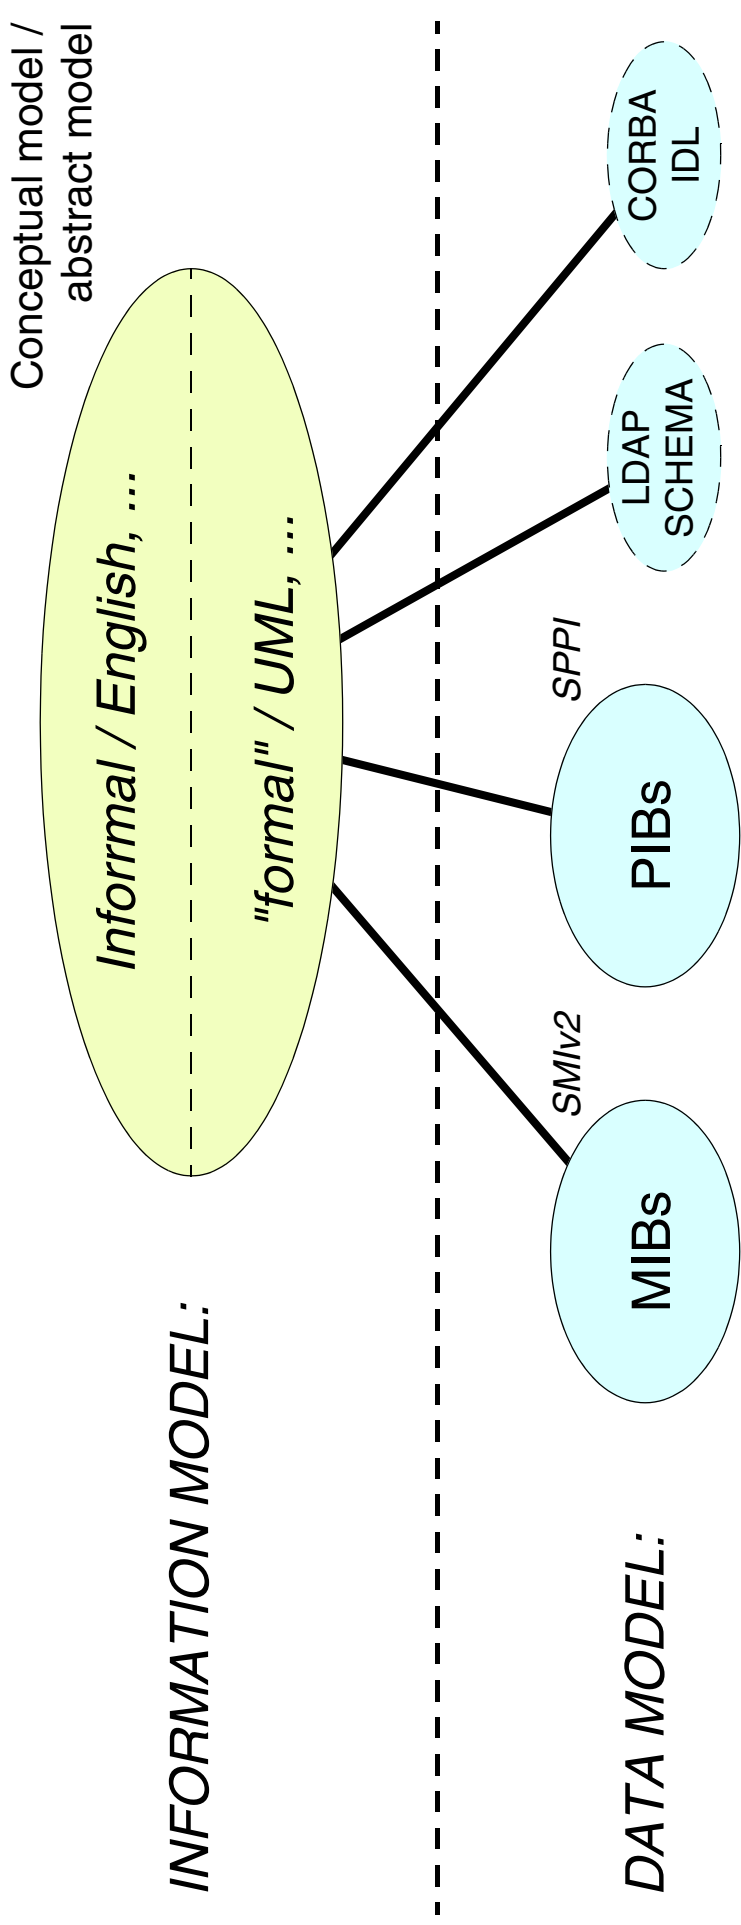 Conceptual model /
abstract model
Inforrmal / English, ...
INFORMATION MODEL:
"formal" / UML, ...
SMIv2
SPPI
DATA MODEL:
MIBs
PIBs
LDAP
SCHEMA
CORBA
IDL